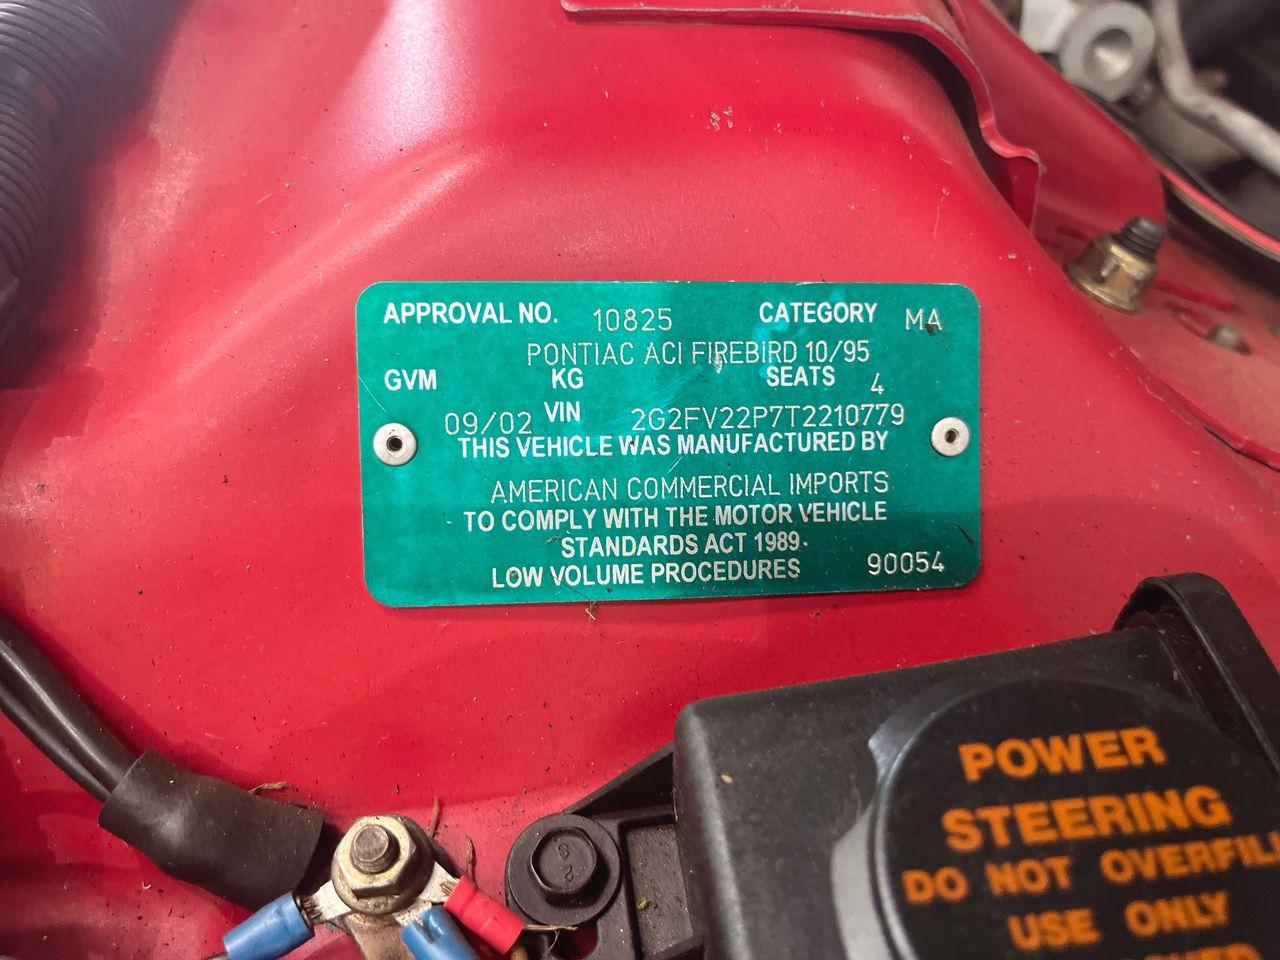 APPROVAL NO. 10825 CATEGORY MA
PONTIAC ACI FIREBIRD 10/95
GVM KG SEATS 4
09/02 VIN 2G2FV22P7T2210779
THIS VEHICLE WAS MANUFACTURED BY
AMERICAN COMMERCIAL IMPORTS
TO COMPLY WITH THE MOTOR VEHICLE
STANDARDS ACT 1989.
LOW VOLUME PROCEDURES 90054
POWER
STEERING
DO NOT OVERFILL
USE ONLY